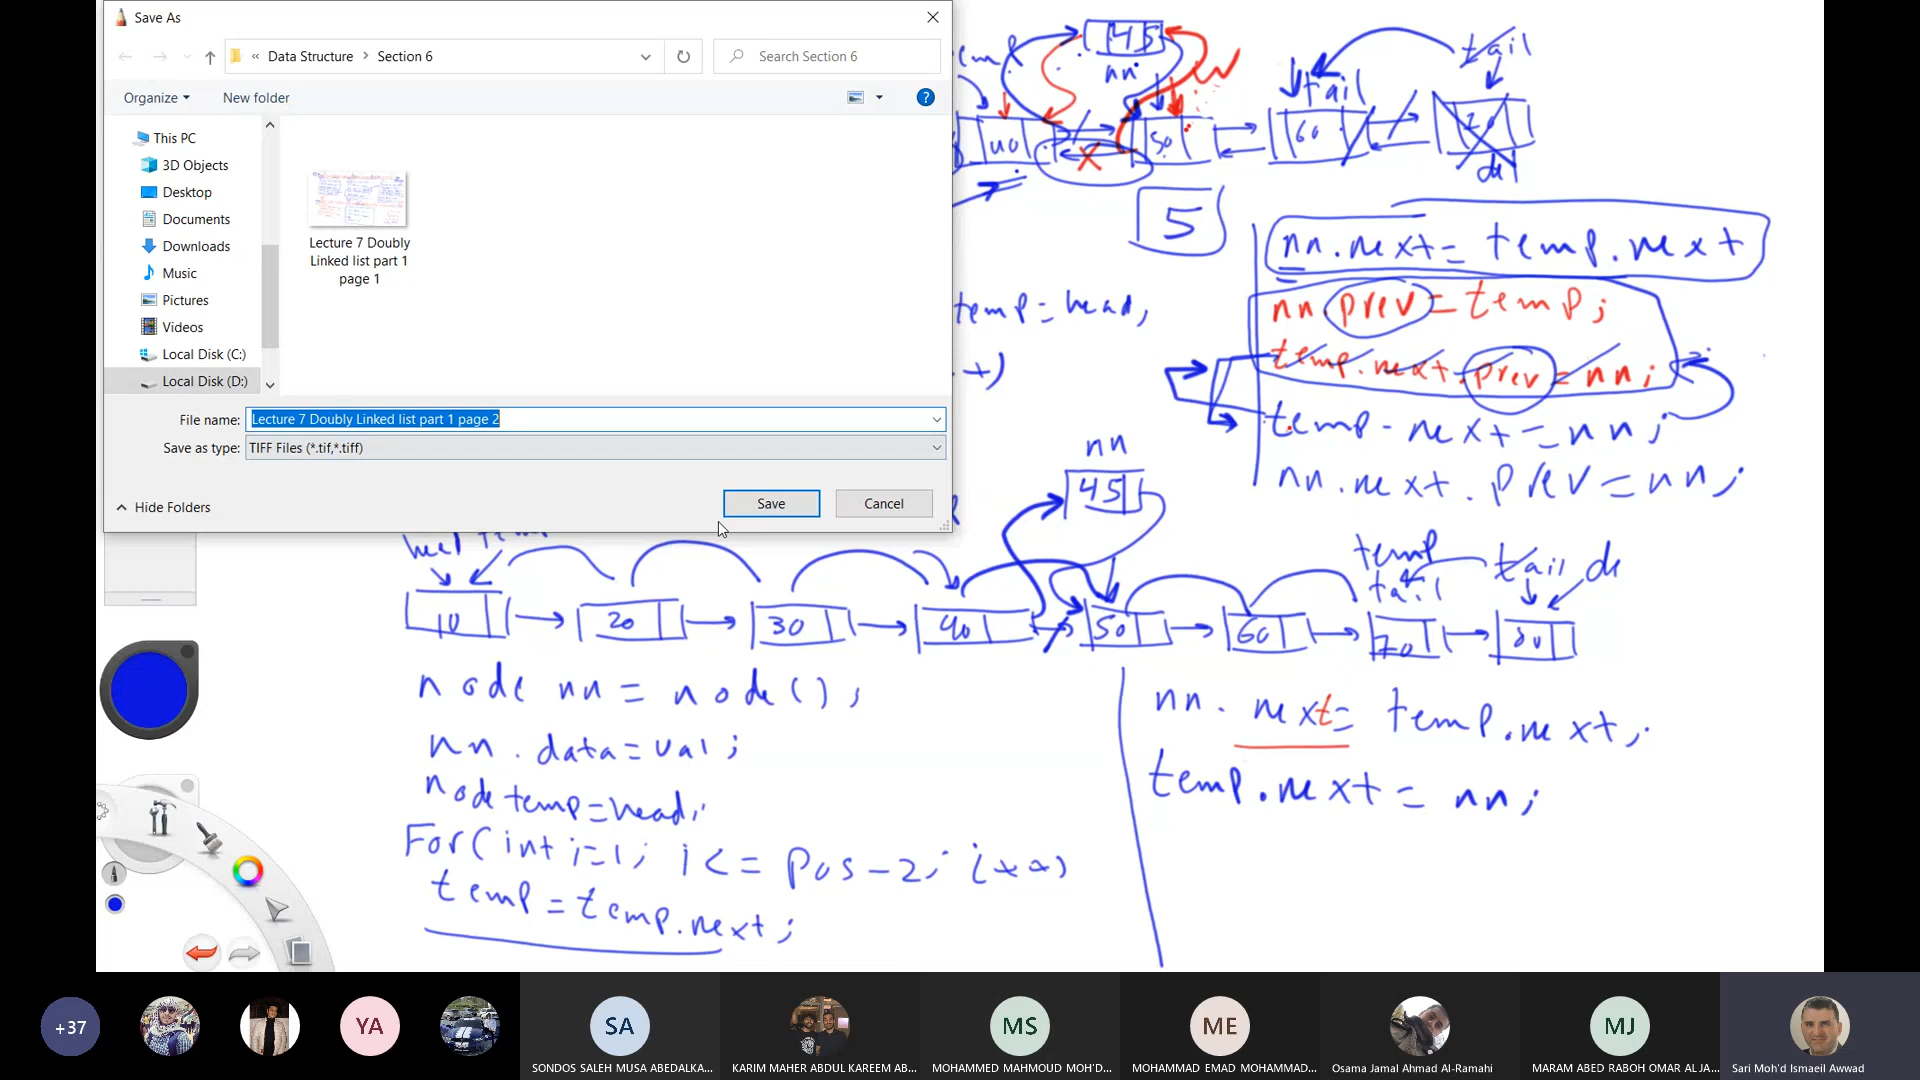 Save As
« Data Structure > Section 6
Search Section 6
Organize
New folder
This PC
3D Objects
Desktop
Documents
Downloads
Music
Pictures
Videos
Local Disk (C:)
Local Disk (D:)
Lecture 7 Doubly
Linked list part 1
page 1
File name:
Lecture 7 Doubly Linked list part 1 page 2
Save as type:
TIFF Files (*.tif,*.tiff)
Hide Folders
Save
Cancel
45
nn
tail
tail
40
50
60
70
del
5
nn.next= temp.next
nn.prev=temp;
temp=head;
temp.next.prev=nn;
temp.next=nn;
nn.next.prev=nn;
nn
45
temp
tail
tail
10
20
30
40
50
60
70
80
node nn = node();
nn.data=val;
node temp=head;
For(int i=1; i<= pos-2; i++)
temp=temp.next;
nn.next= temp.next;
temp.next = nn;
+37
YA
SA
MS
ME
MJ
SONDOS SALEH MUSA ABEDALKA...
KARIM MAHER ABDUL KAREEM AB...
MOHAMMED MAHMOUD MOH'D...
MOHAMMAD EMAD MOHAMMAD...
Osama Jamal Ahmad Al-Ramahi
MARAM ABED RABOH OMAR AL JA...
Sari Moh'd Ismaeil Awwad